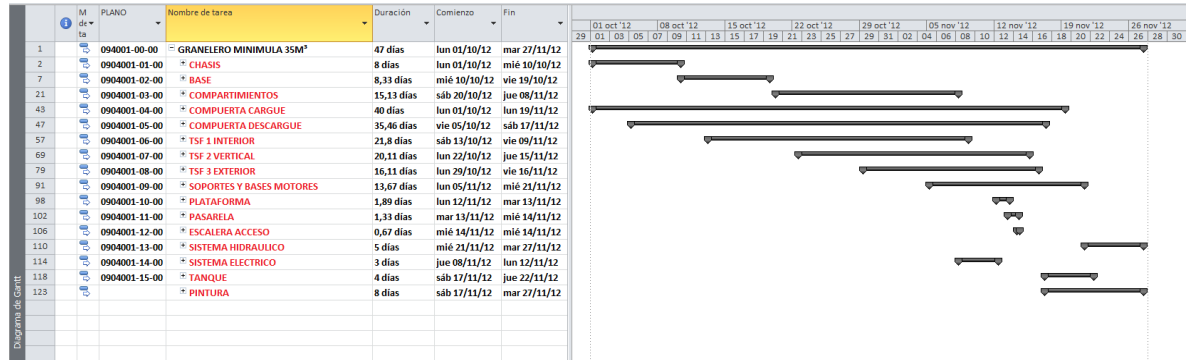 M
de
ta
PLANO Nombre de tarea Duración Comienzo Fin
01 oct '12 08 oct '12 15 oct '12 22 oct '12 29 oct '12 05 nov '12 12 nov '12 19 nov '12 26 nov '12
29 01 03 05 07 09 11 13 15 17 19 21 23 25 27 29 31 02 04 06 08 10 12 14 16 18 20 22 24 26 28 30
1 094001-00-00 GRANELERO MINIMULA 35M³ 47 días lun 01/10/12 mar 27/11/12
2 0904001-01-00 CHASIS 8 días lun 01/10/12 mié 10/10/12
7 0904001-02-00 BASE 8,33 días mié 10/10/12 vie 19/10/12
21 0904001-03-00 COMPARTIMIENTOS 15,13 días sáb 20/10/12 jue 08/11/12
43 0904001-04-00 COMPUERTA CARGUE 40 días lun 01/10/12 lun 19/11/12
47 0904001-05-00 COMPUERTA DESCARGUE 35,46 días vie 05/10/12 sáb 17/11/12
57 0904001-06-00 TSF 1 INTERIOR 21,8 días sáb 13/10/12 vie 09/11/12
69 0904001-07-00 TSF 2 VERTICAL 20,11 días lun 22/10/12 jue 15/11/12
79 0904001-08-00 TSF 3 EXTERIOR 16,11 días lun 29/10/12 vie 16/11/12
91 0904001-09-00 SOPORTES Y BASES MOTORES 13,67 días lun 05/11/12 mié 21/11/12
98 0904001-10-00 PLATAFORMA 1,89 días lun 12/11/12 mar 13/11/12
102 0904001-11-00 PASARELA 1,33 días mar 13/11/12 mié 14/11/12
106 0904001-12-00 ESCALERA ACCESO 0,67 días mié 14/11/12 mié 14/11/12
110 0904001-13-00 SISTEMA HIDRAULICO 5 días mié 21/11/12 mar 27/11/12
114 0904001-14-00 SISTEMA ELECTRICO 3 días jue 08/11/12 lun 12/11/12
118 0904001-15-00 TANQUE 4 días sáb 17/11/12 jue 22/11/12
123 PINTURA 8 días sáb 17/11/12 mar 27/11/12
Diagrama de Gantt